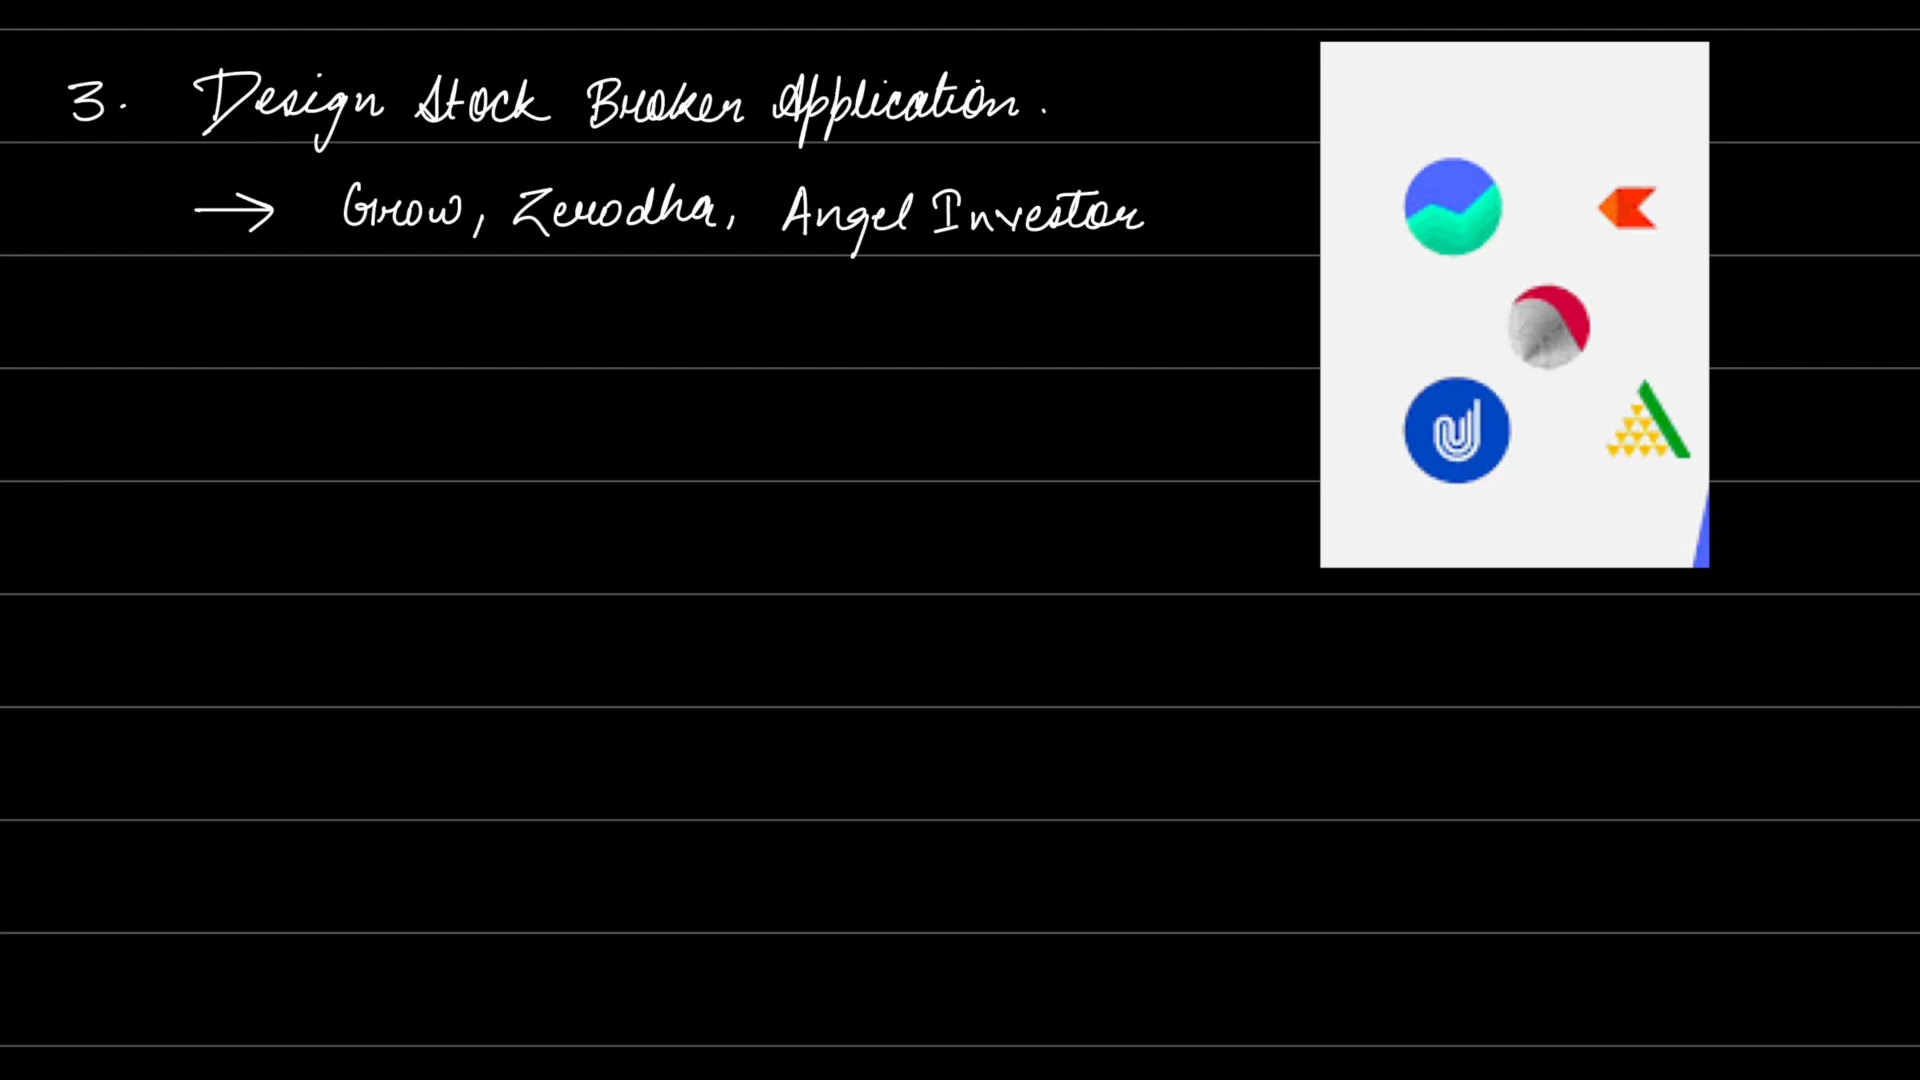 3. Design Stock Broker Application.
→ Grow, Zerodha, Angel Investor